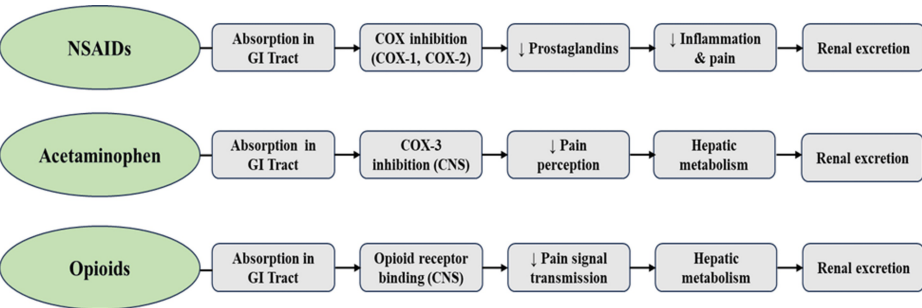 NSAIDs
Absorption in
GI Tract
COX inhibition
(COX-1, COX-2)
↓ Prostaglandins
↓ Inflammation
& pain
Renal excretion
Acetaminophen
Absorption in
GI Tract
COX-3
inhibition (CNS)
↓ Pain
perception
Hepatic
metabolism
Renal excretion
Opioids
Absorption in
GI Tract
Opioid receptor
binding (CNS)
↓ Pain signal
transmission
Hepatic
metabolism
Renal excretion